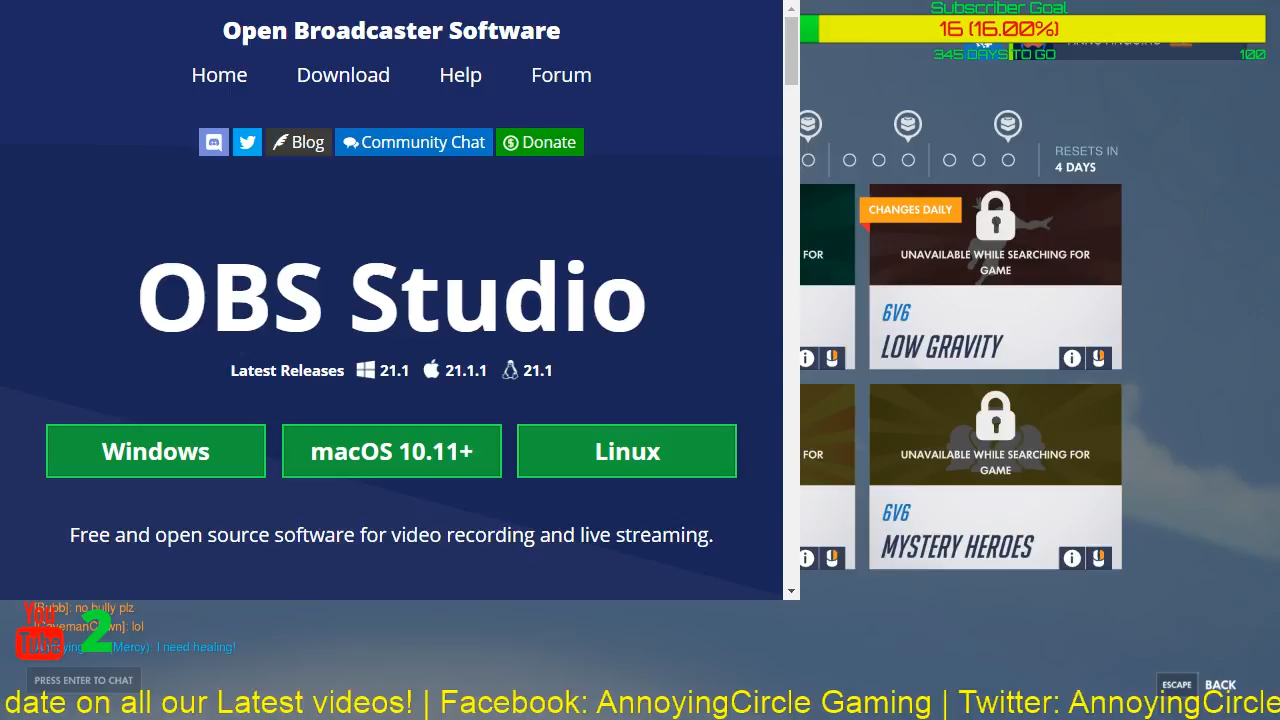 Open Broadcaster Software
Home Download Help Forum
Blog Community Chat Donate
OBS Studio
Latest Releases 21.1 21.1.1 21.1
Windows macOS 10.11+ Linux
Free and open source software for video recording and live streaming.
Subscriber Goal
16 (16.00%)
345 DAYS TO GO 100
RESETS IN
4 DAYS
CHANGES DAILY
FOR
UNAVAILABLE WHILE SEARCHING FOR
GAME
6V6
LOW GRAVITY
FOR
UNAVAILABLE WHILE SEARCHING FOR
GAME
6V6
MYSTERY HEROES
no bully plz
lol
You
Tube 2
(Mercy): I need healing!
PRESS ENTER TO CHAT
ESCAPE BACK
date on all our Latest videos! | Facebook: AnnoyingCircle Gaming | Twitter: AnnoyingCircle